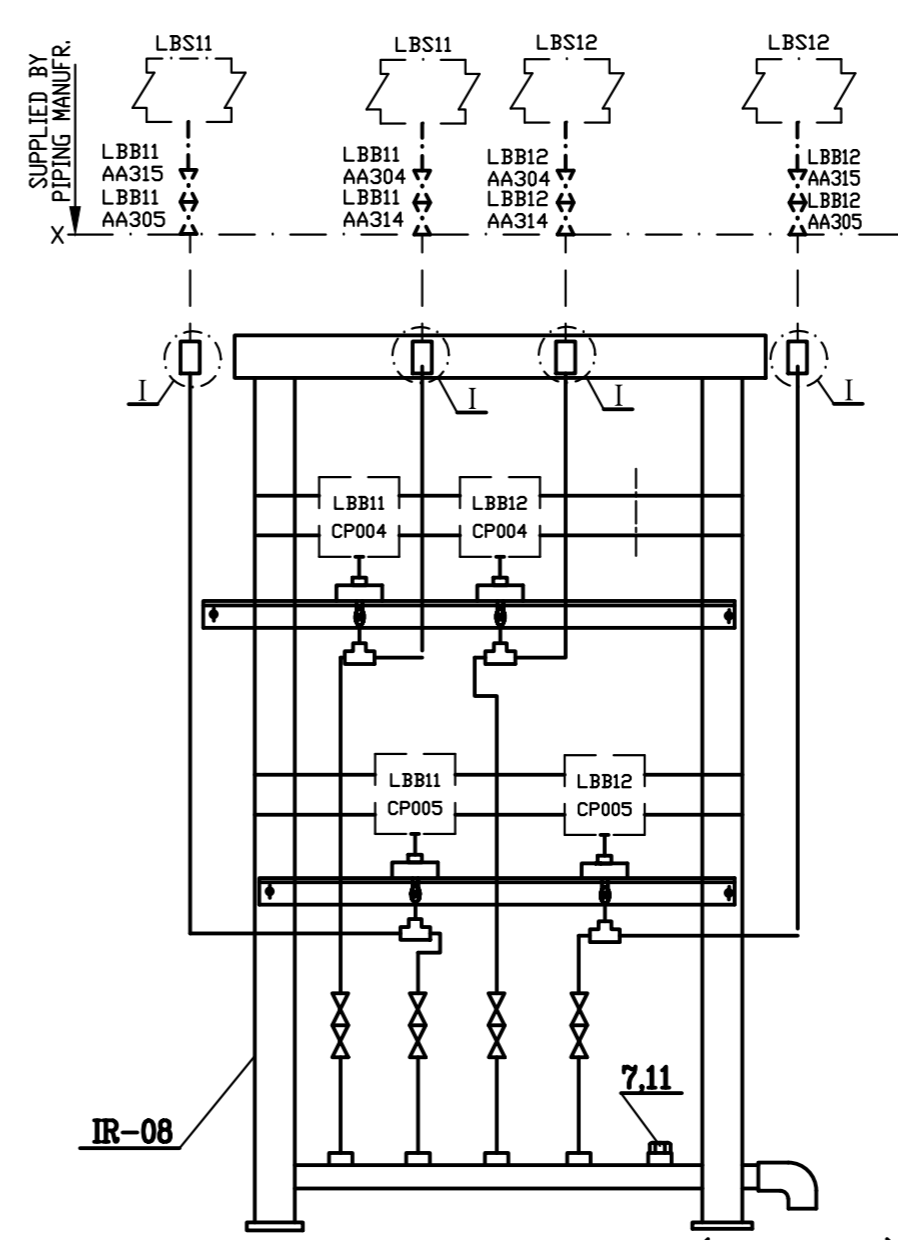 SUPPLIED BY
PIPING MANUFR.
LBS11
LBS11
LBS12
LBS12
LBB11
AA315
LBB11
AA305
LBB11
AA304
LBB11
AA314
LBB12
AA304
LBB12
AA314
LBB12
AA315
LBB12
AA305
X
I
I
I
I
LBB11
CP004
LBB12
CP004
LBB11
CP005
LBB12
CP005
7,11
IR-08